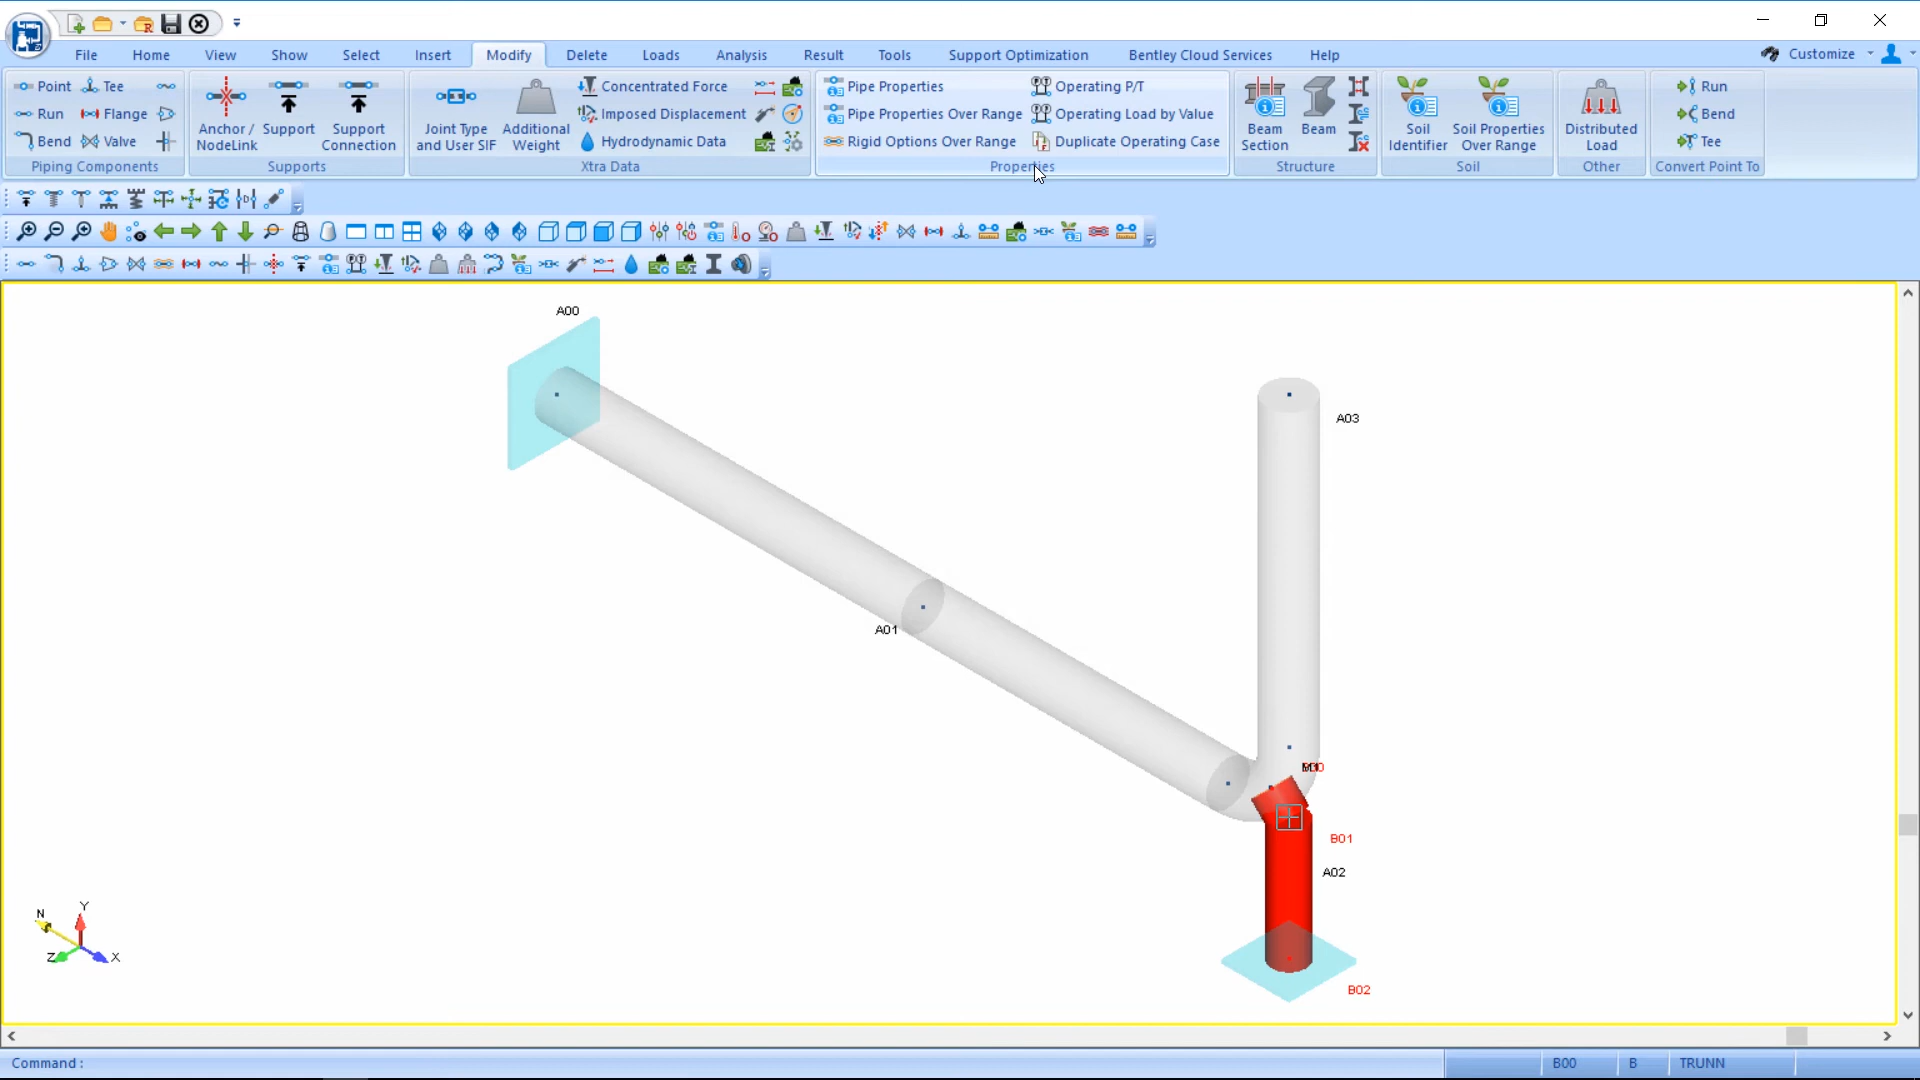 File Home View Show Select Insert Modify Delete Loads Analysis Result Tools Support Optimization Bentley Cloud Services Help Customize
Point Tee
Run Flange
Bend Valve
Piping Components
Anchor / NodeLink
Support
Support Connection
Supports
Joint Type and User SIF
Additional Weight
Concentrated Force
Imposed Displacement
Hydrodynamic Data
Xtra Data
Pipe Properties
Pipe Properties Over Range
Rigid Options Over Range
Operating P/T
Operating Load by Value
Duplicate Operating Case
Properties
Beam Section
Beam
Structure
Soil Identifier
Soil Properties Over Range
Soil
Distributed Load
Other
Run
Bend
Tee
Convert Point To
A00
A03
A01
B01
A02
B02
N
Y
Z
X
Command :
B00 B TRUNN